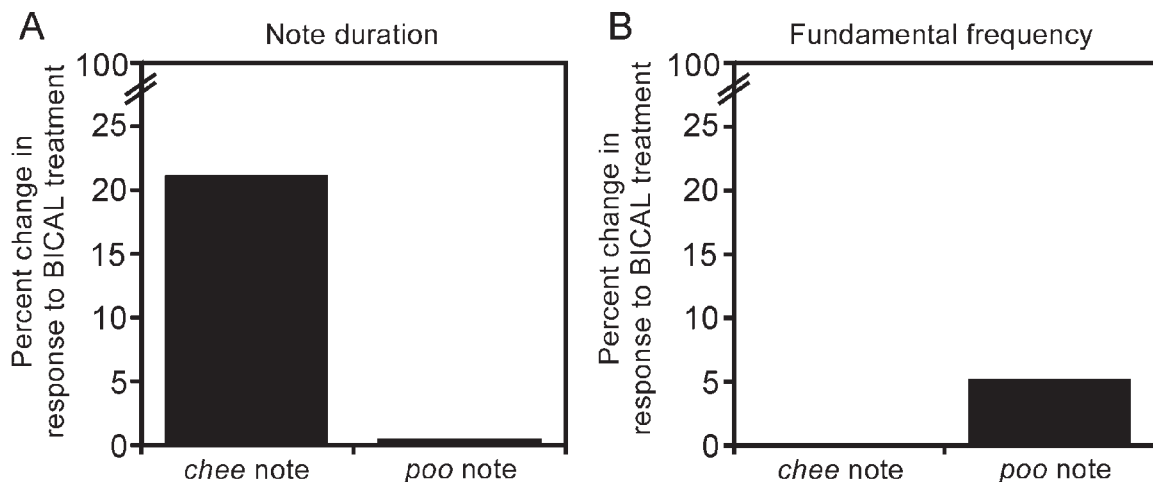 A
Note duration
Percent change in
response to BICAL treatment
100
25
20
15
10
5
0
chee note
poo note
B
Fundamental frequency
Percent change in
response to BICAL treatment
100
25
20
15
10
5
0
chee note
poo note